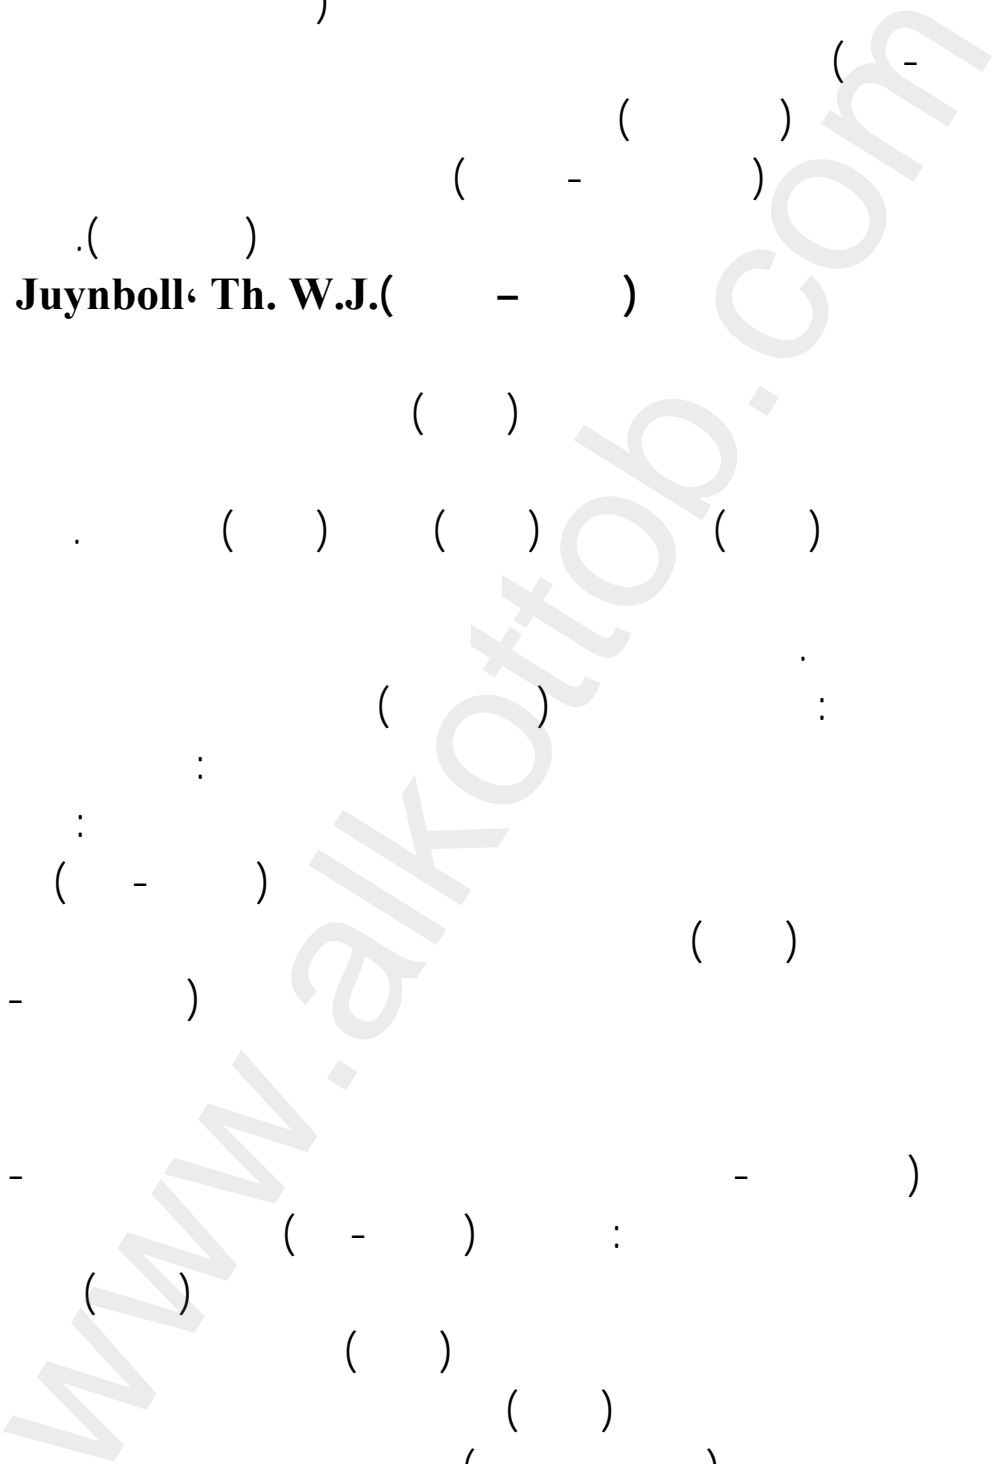 )
( –
( )
( – )
.( )
Juynboll، Th. W.J.( – )
( )
. ( ) ( ) ( )
.
( ) :
:
:
( – )
( )
– )
– – )
( – ) :
( )
( )
( )
( )
www.alkottob.com